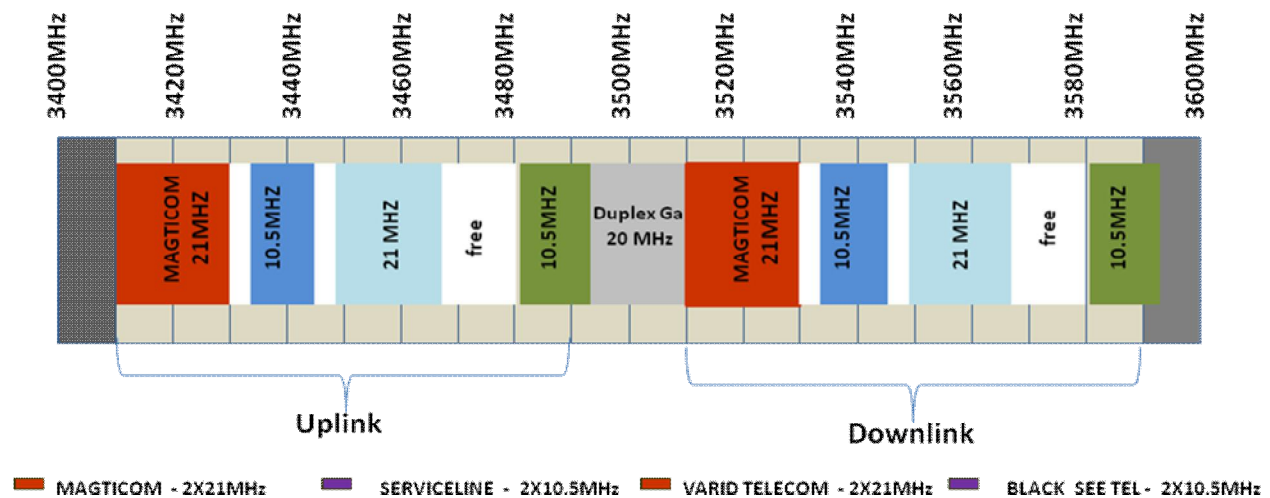 3400MHz
3420MHz
3440MHz
3460MHz
3480MHz
3500MHz
3520MHz
3540MHz
3560MHz
3580MHz
3600MHz
MAGTICOM
21MHZ
10.5MHZ
21 MHZ
free
10.5MHZ
Duplex Ga
20 MHz
MAGTICOM
21MHZ
10.5MHZ
21 MHZ
free
10.5MHZ
Uplink
Downlink
MAGTICOM - 2X21MHz SERVICELINE - 2X10.5MHz VARID TELECOM - 2X21MHz BLACK SEE TEL - 2X10.5MHz